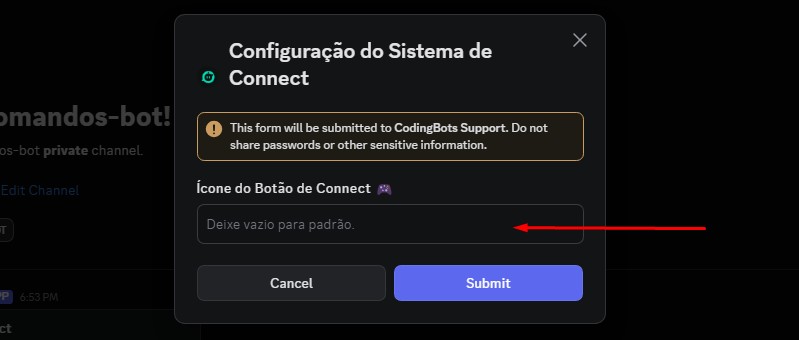 Configuração do Sistema de
Connect
This form will be submitted to CodingBots Support. Do not
share passwords or other sensitive information.
Ícone do Botão de Connect 🎮
Deixe vazio para padrão.
Cancel
Submit
omandos-bot!
os-bot private channel.
Edit Channel
6:53 PM
ct